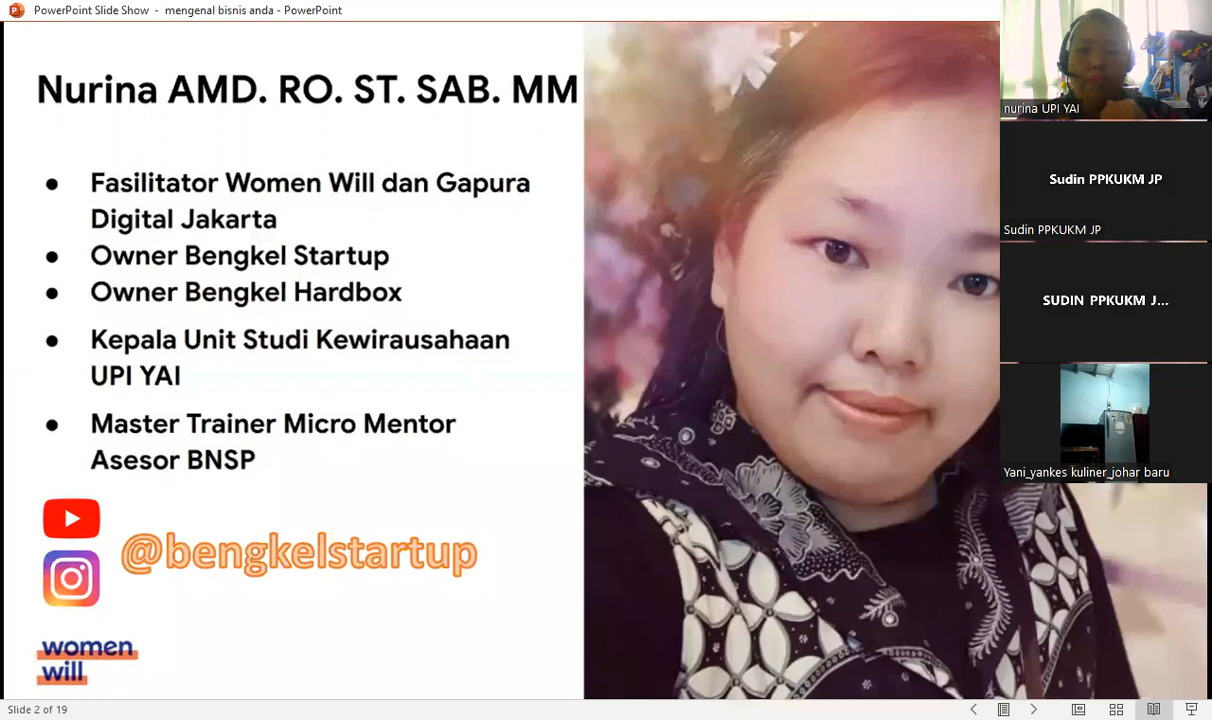 PowerPoint Slide Show - mengenal bisnis anda - PowerPoint
Nurina AMD. RO. ST. SAB. MM
● Fasilitator Women Will dan Gapura
Digital Jakarta
● Owner Bengkel Startup
● Owner Bengkel Hardbox
● Kepala Unit Studi Kewirausahaan
UPI YAI
● Master Trainer Micro Mentor
Asesor BNSP
@bengkelstartup
women
will
nurina UPI YAI
Sudin PPKUKM JP
Sudin PPKUKM JP
SUDIN PPKUKM J...
Yani_yankes kuliner_johar baru
Slide 2 of 19